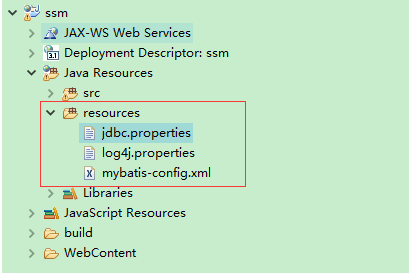 ssm
JAX-WS Web Services
Deployment Descriptor: ssm
Java Resources
src
resources
jdbc.properties
log4j.properties
mybatis-config.xml
Libraries
JavaScript Resources
build
WebContent